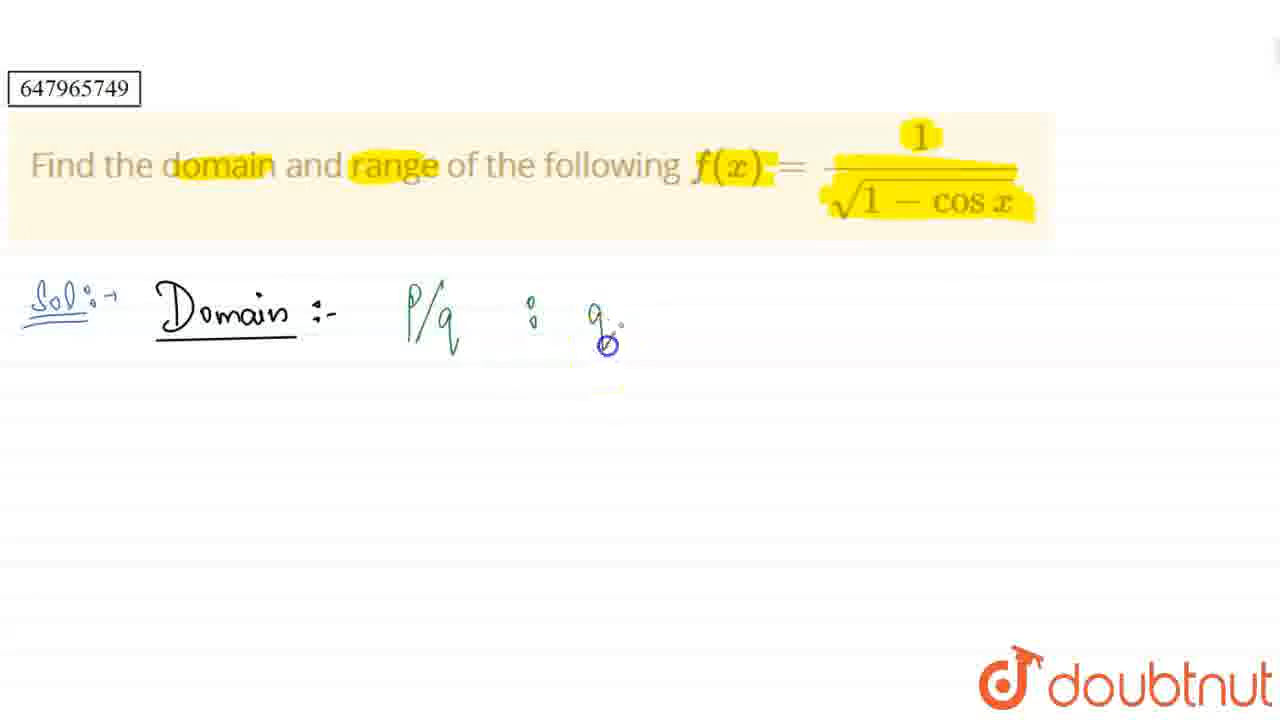 647965749
Find the domain and range of the following f(x) = 1/√(1 − cos x)
Sol:→ Domain :- P/q : q
doubtnut